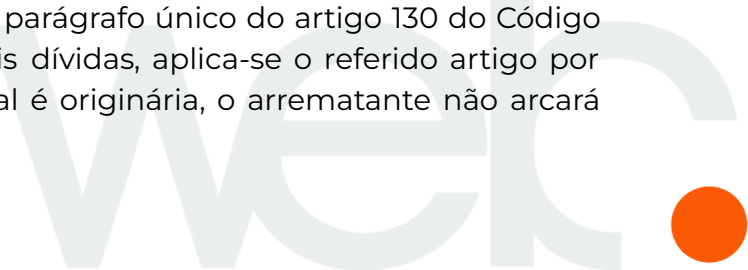 parágrafo único do artigo 130 do Código
is dívidas, aplica-se o referido artigo por
al é originária, o arrematante não arcará
web.